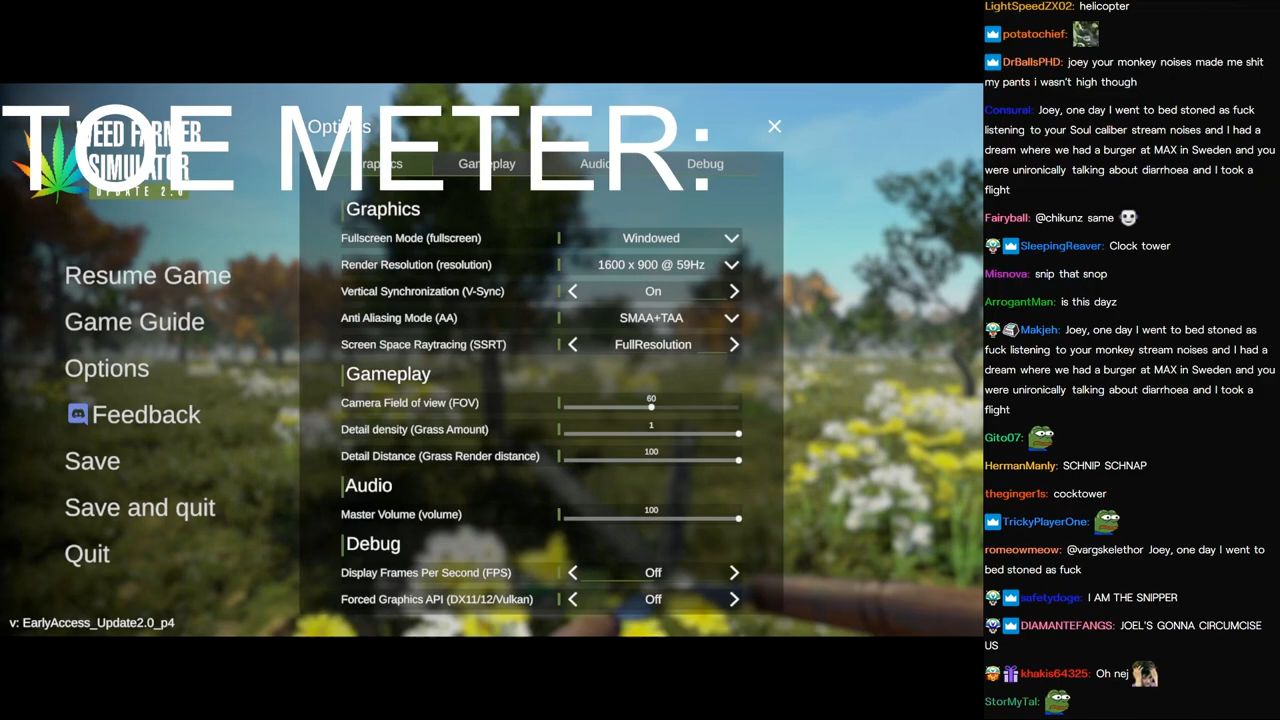 TOE METER:
WEED FARMER
SIMULATOR
UPDATE 2.0
Options
Graphics Gameplay Audio Debug
Graphics
Fullscreen Mode (fullscreen) Windowed
Render Resolution (resolution) 1600 x 900 @ 59Hz
Vertical Synchronization (V-Sync) On
Anti Aliasing Mode (AA) SMAA+TAA
Screen Space Raytracing (SSRT) FullResolution
Gameplay
Camera Field of view (FOV) 60
Detail density (Grass Amount) 1
Detail Distance (Grass Render distance) 100
Audio
Master Volume (volume) 100
Debug
Display Frames Per Second (FPS) Off
Forced Graphics API (DX11/12/Vulkan) Off
Resume Game
Game Guide
Options
Feedback
Save
Save and quit
Quit
v: EarlyAccess_Update2.0_p4
LightSpeedZX02: helicopter
potatochief:
DrBallsPHD: joey your monkey noises made me shit
my pants i wasn't high though
Consural: Joey, one day I went to bed stoned as fuck
listening to your Soul caliber stream noises and I had a
dream where we had a burger at MAX in Sweden and you
were unironically talking about diarrhoea and I took a
flight
Fairyball: @chikunz same
SleepingReaver: Clock tower
Misnova: snip that snop
ArrogantMan: is this dayz
Makjeh: Joey, one day I went to bed stoned as
fuck listening to your monkey stream noises and I had a
dream where we had a burger at MAX in Sweden and you
were unironically talking about diarrhoea and I took a
flight
Gito07:
HermanManly: SCHNIP SCHNAP
theginger1s: cocktower
TrickyPlayerOne:
romeowmeow: @vargskelethor Joey, one day I went to
bed stoned as fuck
safetydoge: I AM THE SNIPPER
DIAMANTEFANGS: JOEL'S GONNA CIRCUMCISE
US
khakis64325: Oh nej
StorMyTal: